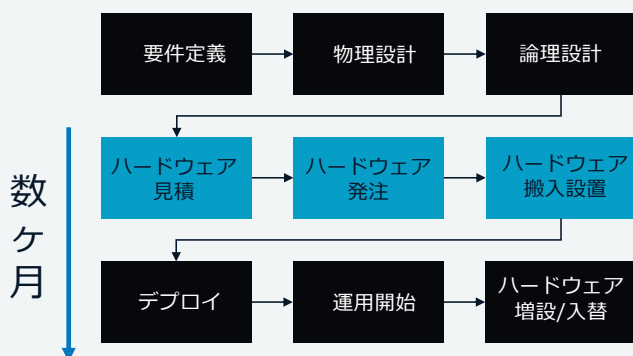 要件定義
物理設計
論理設計
数ヶ月
ハードウェア
見積
ハードウェア
発注
ハードウェア
搬入設置
デプロイ
運用開始
ハードウェア
増設/入替